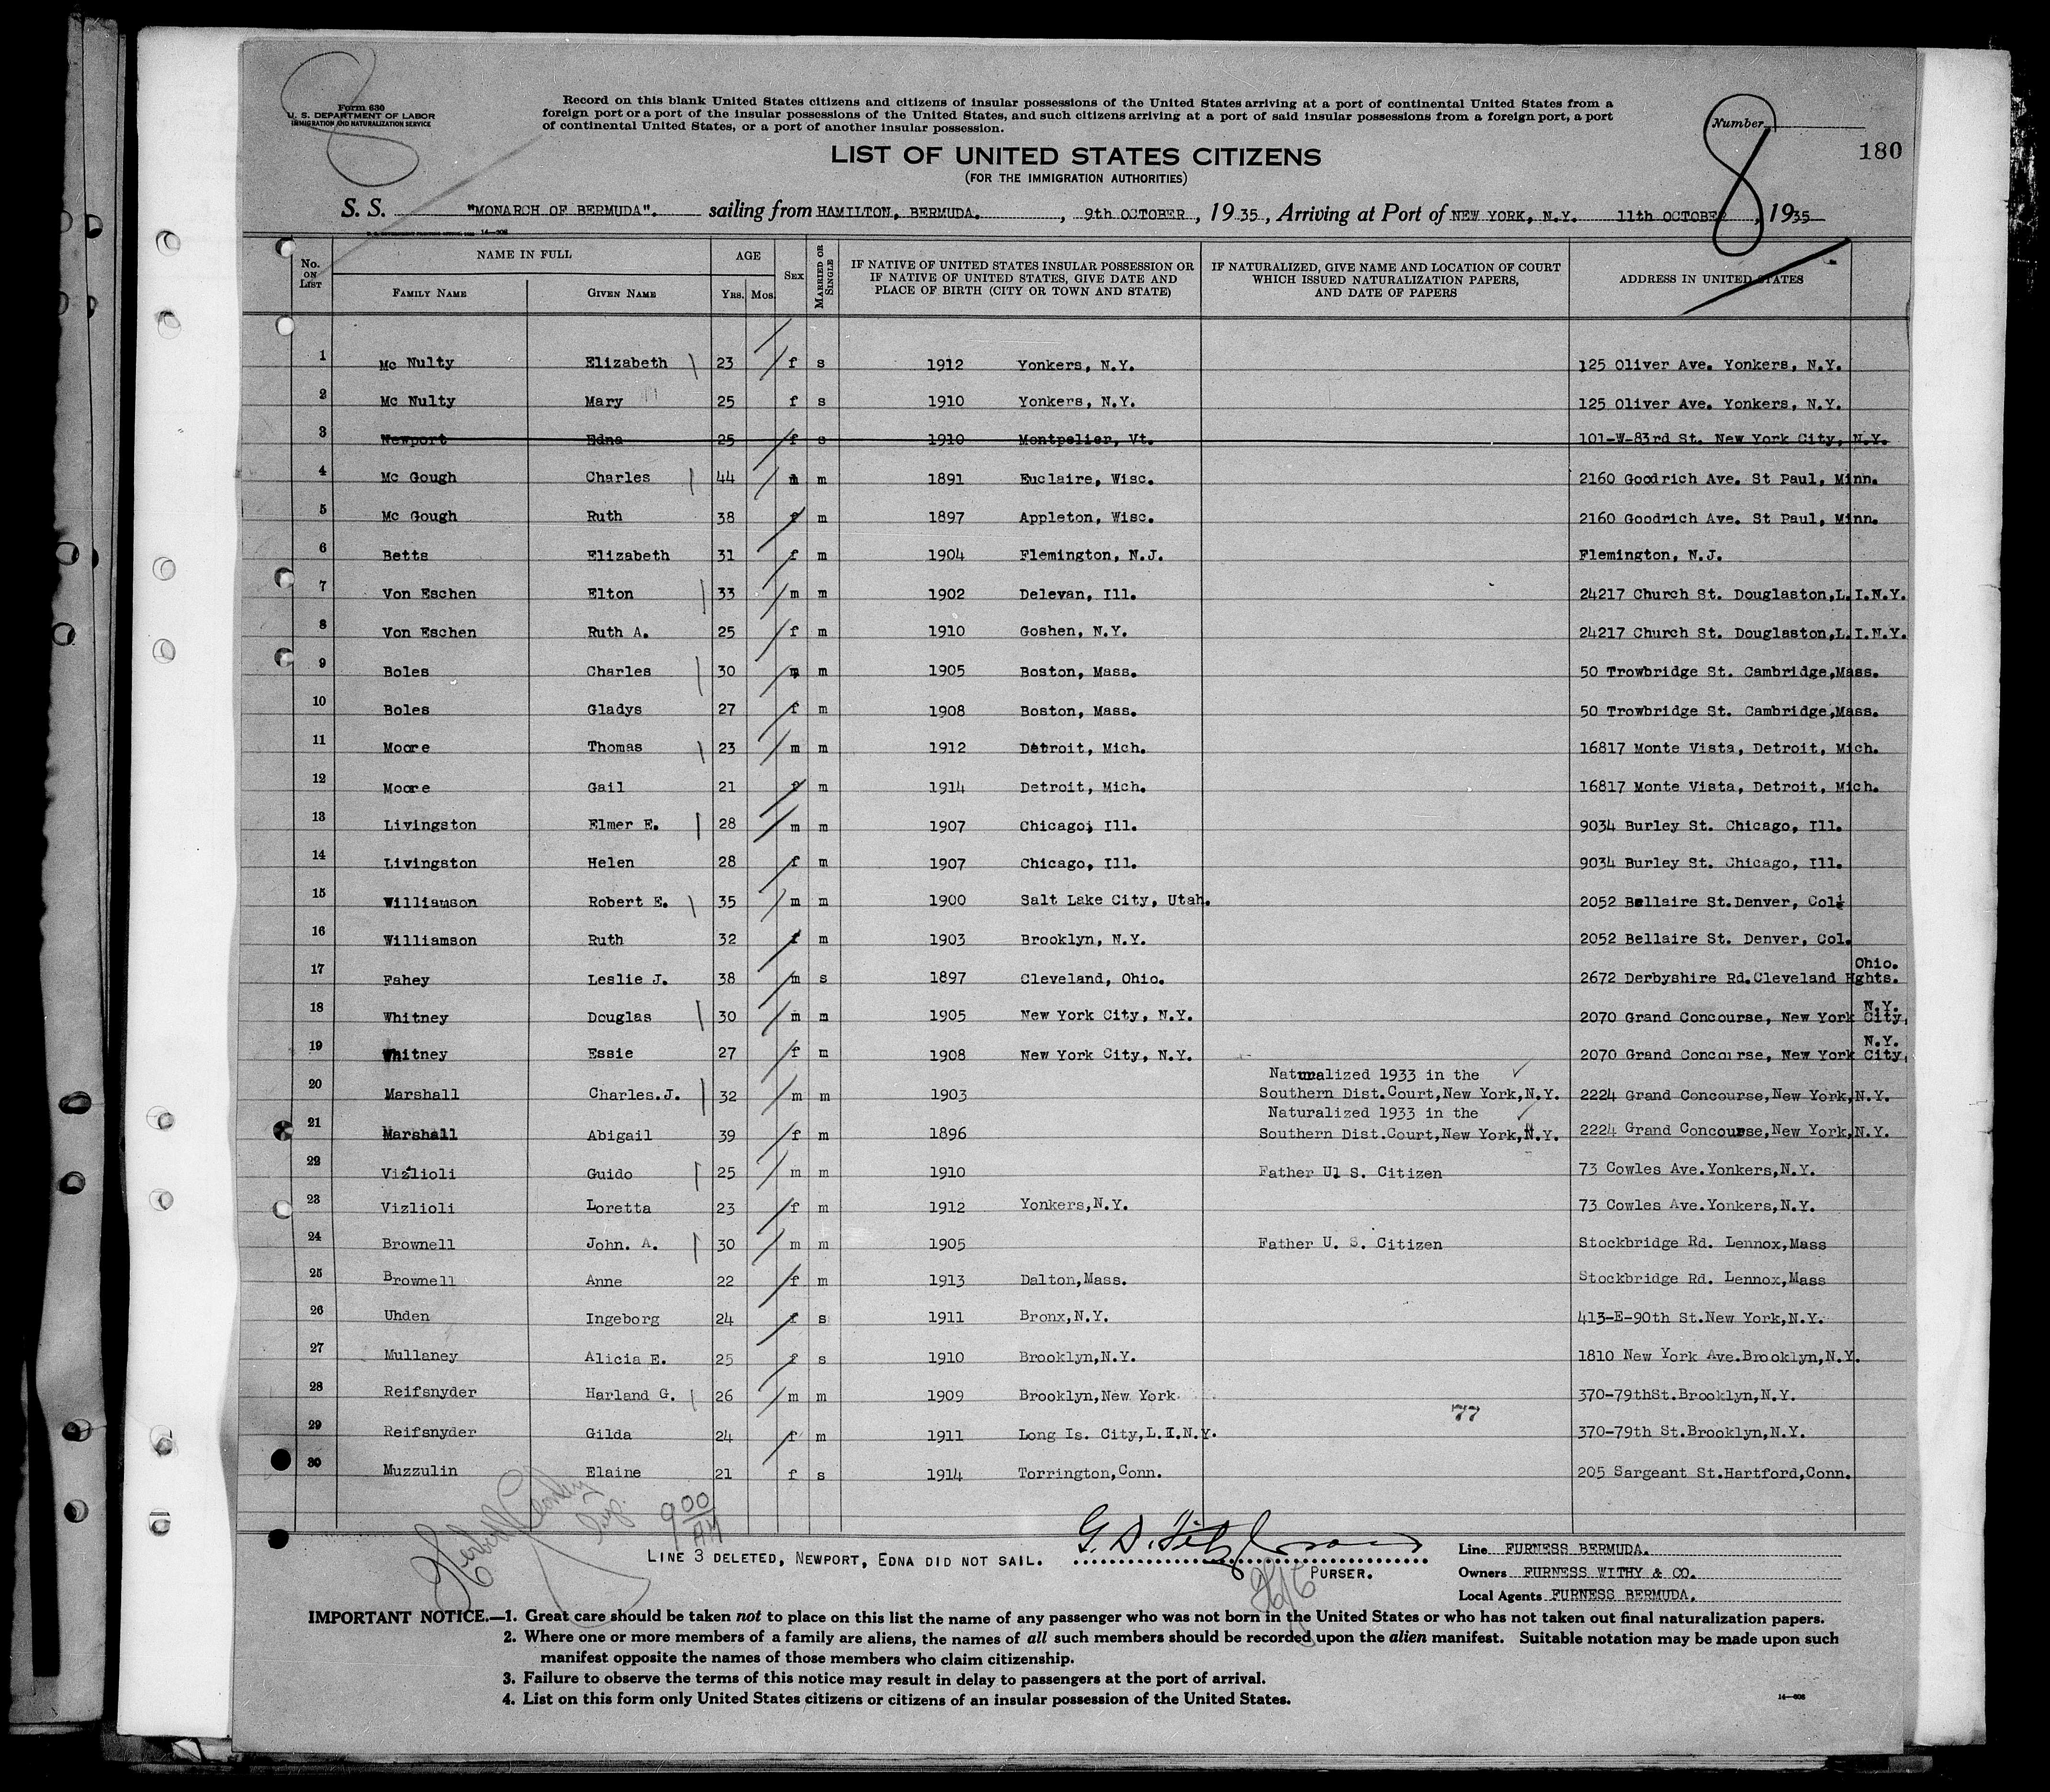 Form 630
U. S. DEPARTMENT OF LABOR
IMMIGRATION AND NATURALIZATION SERVICE
Record on this blank United States citizens and citizens of insular possessions of the United States arriving at a port of continental United States from a
foreign port or a port of the insular possessions of the United States, and such citizens arriving at a port of said insular possessions from a foreign port, a port
of continental United States, or a port of another insular possession.
Number 8
180
LIST OF UNITED STATES CITIZENS
(FOR THE IMMIGRATION AUTHORITIES)
S. S. "MONARCH OF BERMUDA". sailing from HAMILTON, BERMUDA. , 9th OCTOBER , 19 35 , Arriving at Port of NEW YORK, N.Y. 11th OCTOBER , 19 35
14—808
No. ON LIST NAME IN FULL FAMILY NAME GIVEN NAME AGE YRS. MOS. SEX MARRIED OR SINGLE IF NATIVE OF UNITED STATES INSULAR POSSESSION OR IF NATIVE OF UNITED STATES, GIVE DATE AND PLACE OF BIRTH (CITY OR TOWN AND STATE) IF NATURALIZED, GIVE NAME AND LOCATION OF COURT WHICH ISSUED NATURALIZATION PAPERS, AND DATE OF PAPERS ADDRESS IN UNITED STATES
1 Mc Nulty Elizabeth 23 f s 1912 Yonkers, N.Y. 125 Oliver Ave. Yonkers, N.Y.
2 Mc Nulty Mary 25 f s 1910 Yonkers, N.Y. 125 Oliver Ave. Yonkers, N.Y.
3 Newport Edna 25 f s 1910 Montpelier, Vt. 101-W-83rd St. New York City, N.Y.
4 Mc Gough Charles 44 m m 1891 Euclaire, Wisc. 2160 Goodrich Ave. St Paul, Minn.
5 Mc Gough Ruth 38 f m 1897 Appleton, Wisc. 2160 Goodrich Ave. St Paul, Minn.
6 Betts Elizabeth 31 f m 1904 Flemington, N.J. Flemington, N.J.
7 Von Eschen Elton 33 m m 1902 Delevan, Ill. 24217 Church St. Douglaston,L.I.N.Y.
8 Von Eschen Ruth A. 25 f m 1910 Goshen, N.Y. 24217 Church St. Douglaston,L.I.N.Y.
9 Boles Charles 30 m m 1905 Boston, Mass. 50 Trowbridge St. Cambridge,Mass.
10 Boles Gladys 27 f m 1908 Boston, Mass. 50 Trowbridge St. Cambridge,Mass.
11 Moore Thomas 23 m m 1912 Detroit, Mich. 16817 Monte Vista, Detroit, Mich.
12 Moore Gail 21 f m 1914 Detroit, Mich. 16817 Monte Vista, Detroit, Mich.
13 Livingston Elmer E. 28 m m 1907 Chicago, Ill. 9034 Burley St. Chicago, Ill.
14 Livingston Helen 28 f m 1907 Chicago, Ill. 9034 Burley St. Chicago, Ill.
15 Williamson Robert E. 35 m m 1900 Salt Lake City, Utah. 2052 Bellaire St.Denver, Col.
16 Williamson Ruth 32 f m 1903 Brooklyn, N.Y. 2052 Bellaire St. Denver, Col.
17 Fahey Leslie J. 38 m s 1897 Cleveland, Ohio. 2672 Derbyshire Rd.Cleveland Hghts. Ohio.
18 Whitney Douglas 30 m m 1905 New York City, N.Y. 2070 Grand Concourse, New York City, N.Y.
19 Whitney Essie 27 f m 1908 New York City, N.Y. 2070 Grand Concourse, New York City, N.Y.
Naturalized 1933 in the
20 Marshall Charles.J. 32 m m 1903 Southern Dist.Court,New York,N.Y. 2224 Grand Concourse,New York,N.Y.
Naturalized 1933 in the
21 Marshall Abigail 39 f m 1896 Southern Dist.Court,New York,N.Y. 2224 Grand Concourse,New York,N.Y.
22 Vizlioli Guido 25 m m 1910 Father U. S. Citizen 73 Cowles Ave.Yonkers,N.Y.
23 Vizlioli Loretta 23 f m 1912 Yonkers,N.Y. 73 Cowles Ave.Yonkers,N.Y.
24 Brownell John. A. 30 m m 1905 Father U. S. Citizen Stockbridge Rd. Lennox,Mass
25 Brownell Anne 22 f m 1913 Dalton,Mass. Stockbridge Rd. Lennox,Mass
26 Uhden Ingeborg 24 f s 1911 Bronx,N.Y. 413-E-90th St.New York,N.Y.
27 Mullaney Alicia E. 25 f s 1910 Brooklyn,N.Y. 1810 New York Ave.Brooklyn,N.Y.
28 Reifsnyder Harland G. 26 m m 1909 Brooklyn,New York 370-79thSt.Brooklyn,N.Y.
29 Reifsnyder Gilda 24 f m 1911 Long Is. City,L.I.N.Y. 370-79th St.Brooklyn,N.Y.
30 Muzzulin Elaine 21 f s 1914 Torrington,Conn. 205 Sargeant St.Hartford,Conn.
9 00 AM
LINE 3 DELETED, NEWPORT, EDNA DID NOT SAIL.
PURSER.
Line FURNESS BERMUDA.
Owners FURNESS WITHY & CO.
Local Agents FURNESS BERMUDA.
IMPORTANT NOTICE.—1. Great care should be taken not to place on this list the name of any passenger who was not born in the United States or who has not taken out final naturalization papers.
2. Where one or more members of a family are aliens, the names of all such members should be recorded upon the alien manifest. Suitable notation may be made upon such
manifest opposite the names of those members who claim citizenship.
3. Failure to observe the terms of this notice may result in delay to passengers at the port of arrival.
4. List on this form only United States citizens or citizens of an insular possession of the United States.
14—808